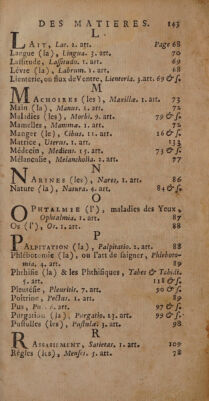 DES MATIERES. 143
L
LAIT, Lac. 2. art. Page 68
Langue (la), Lingua. 3. art. 70
Lassitude, Lassitudo. 1. art. 69
Lèvre (la), Labrum. 1. art. 48
Lienterie, ou flux de Ventre, Lienteria. 3. art. 69 & s.
M
MACHOIRES (les), Maxillæ. 1. art. 73
Main (la), Manus. 1. art. 72
Maladies (les), Morbi. 9. art. 79 & s.
Mamelles, Mamma. 1. art. 72
Manger (le), Cibus. 11. art. 16 & s.
Matrice, Uterus. 1. art. 133
Médecin, Medicus. 15. art. 73 & s.
Mélancolie, Melancholia. 2. art. 77
N
NARINES (les), Nares. 1. art. 86
Nature (la), Natura. 4. art. 84 & s.
O
OPHTALMIE (l'), maladies des Yeux,
Ophtalmia. 1. art. 87
Os (l'), Os. 1. art. 88
P
PALPITATION (la), Palpitatio. 1. art. 88
Phlébotomie (la), ou l'art de saigner, Phleboto-
mia. 4. art. 89
Phthisie (la) & les Phthisiques, Tabes &
5. art. 118 & s.
Pleurésie, Pleuritis. 7. art. 90
Poitrine, Pectus. 1. art. 89
Pus, 6. art. 97
Purgation (la), Purgatio. 13. art. 99 & s.
Pustules (les), Pustulæ 3. art. 98
R
RASSASIEMENT, Satietas. 1. art. 109
Règles (les), Menses. 5. art. 78